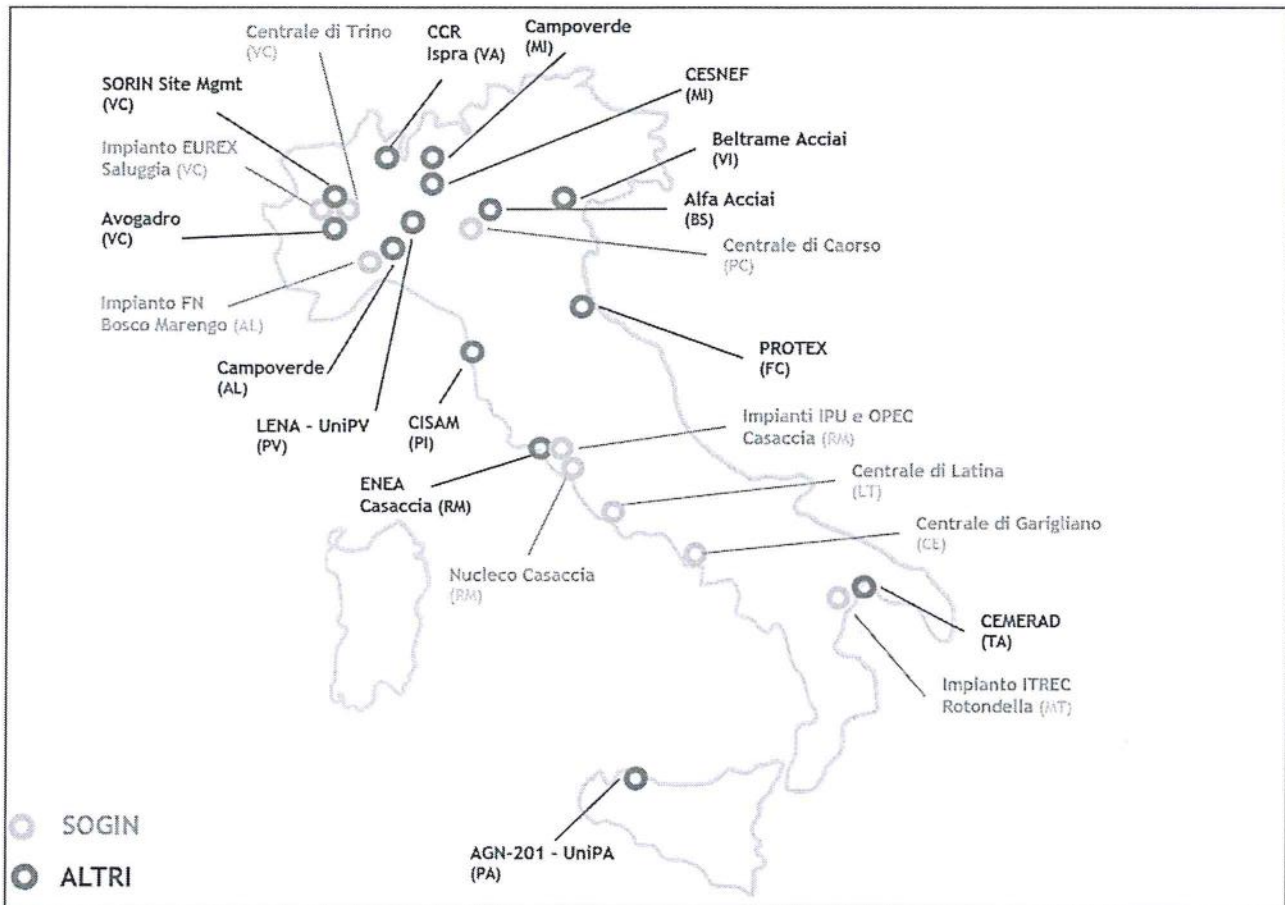 Centrale di Trino
(VC)
CCR
Ispra (VA)
Campoverde
(MI)
SORIN Site Mgmt
(VC)
CESNEF
(MI)
Impianto EUREX
Saluggia (VC)
Beltrame Acciai
(VI)
Avogadro
(VC)
Alfa Acciai
(BS)
Centrale di Caorso
(PC)
Impianto FN
Bosco Marengo (AL)
Campoverde
(AL)
PROTEX
(FC)
LENA - UniPV
(PV)
CISAM
(PI)
Impianti IPU e OPEC
Casaccia (RM)
ENEA
Casaccia (RM)
Centrale di Latina
(LT)
Centrale di Garigliano
(CE)
Nucleco Casaccia
(RM)
CEMERAD
(TA)
Impianto ITREC
Rotondella (MT)
SOGIN
AGN-201 - UniPA
(PA)
ALTRI